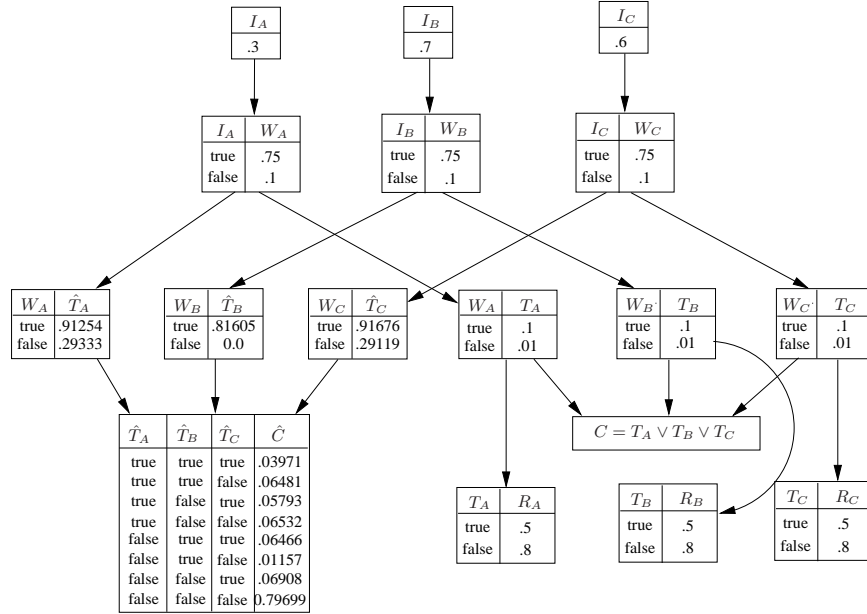 I_A I_B I_C
.3 .7 .6
I_A W_A I_B W_B I_C W_C
true .75 true .75 true .75
false .1 false .1 false .1
W_A T̂_A W_B T̂_B W_C T̂_C W_A T_A W_B T_B W_C T_C
true .91254 true .81605 true .91676 true .1 true .1 true .1
false .29333 false 0.0 false .29119 false .01 false .01 false .01
T̂_A T̂_B T̂_C Ĉ
true true true .03971
true true false .06481
true false true .05793
true false false .06532
false true true .06466
false true false .01157
false false true .06908
false false false 0.79699
C = T_A ∨ T_B ∨ T_C
T_A R_A T_B R_B T_C R_C
true .5 true .5 true .5
false .8 false .8 false .8